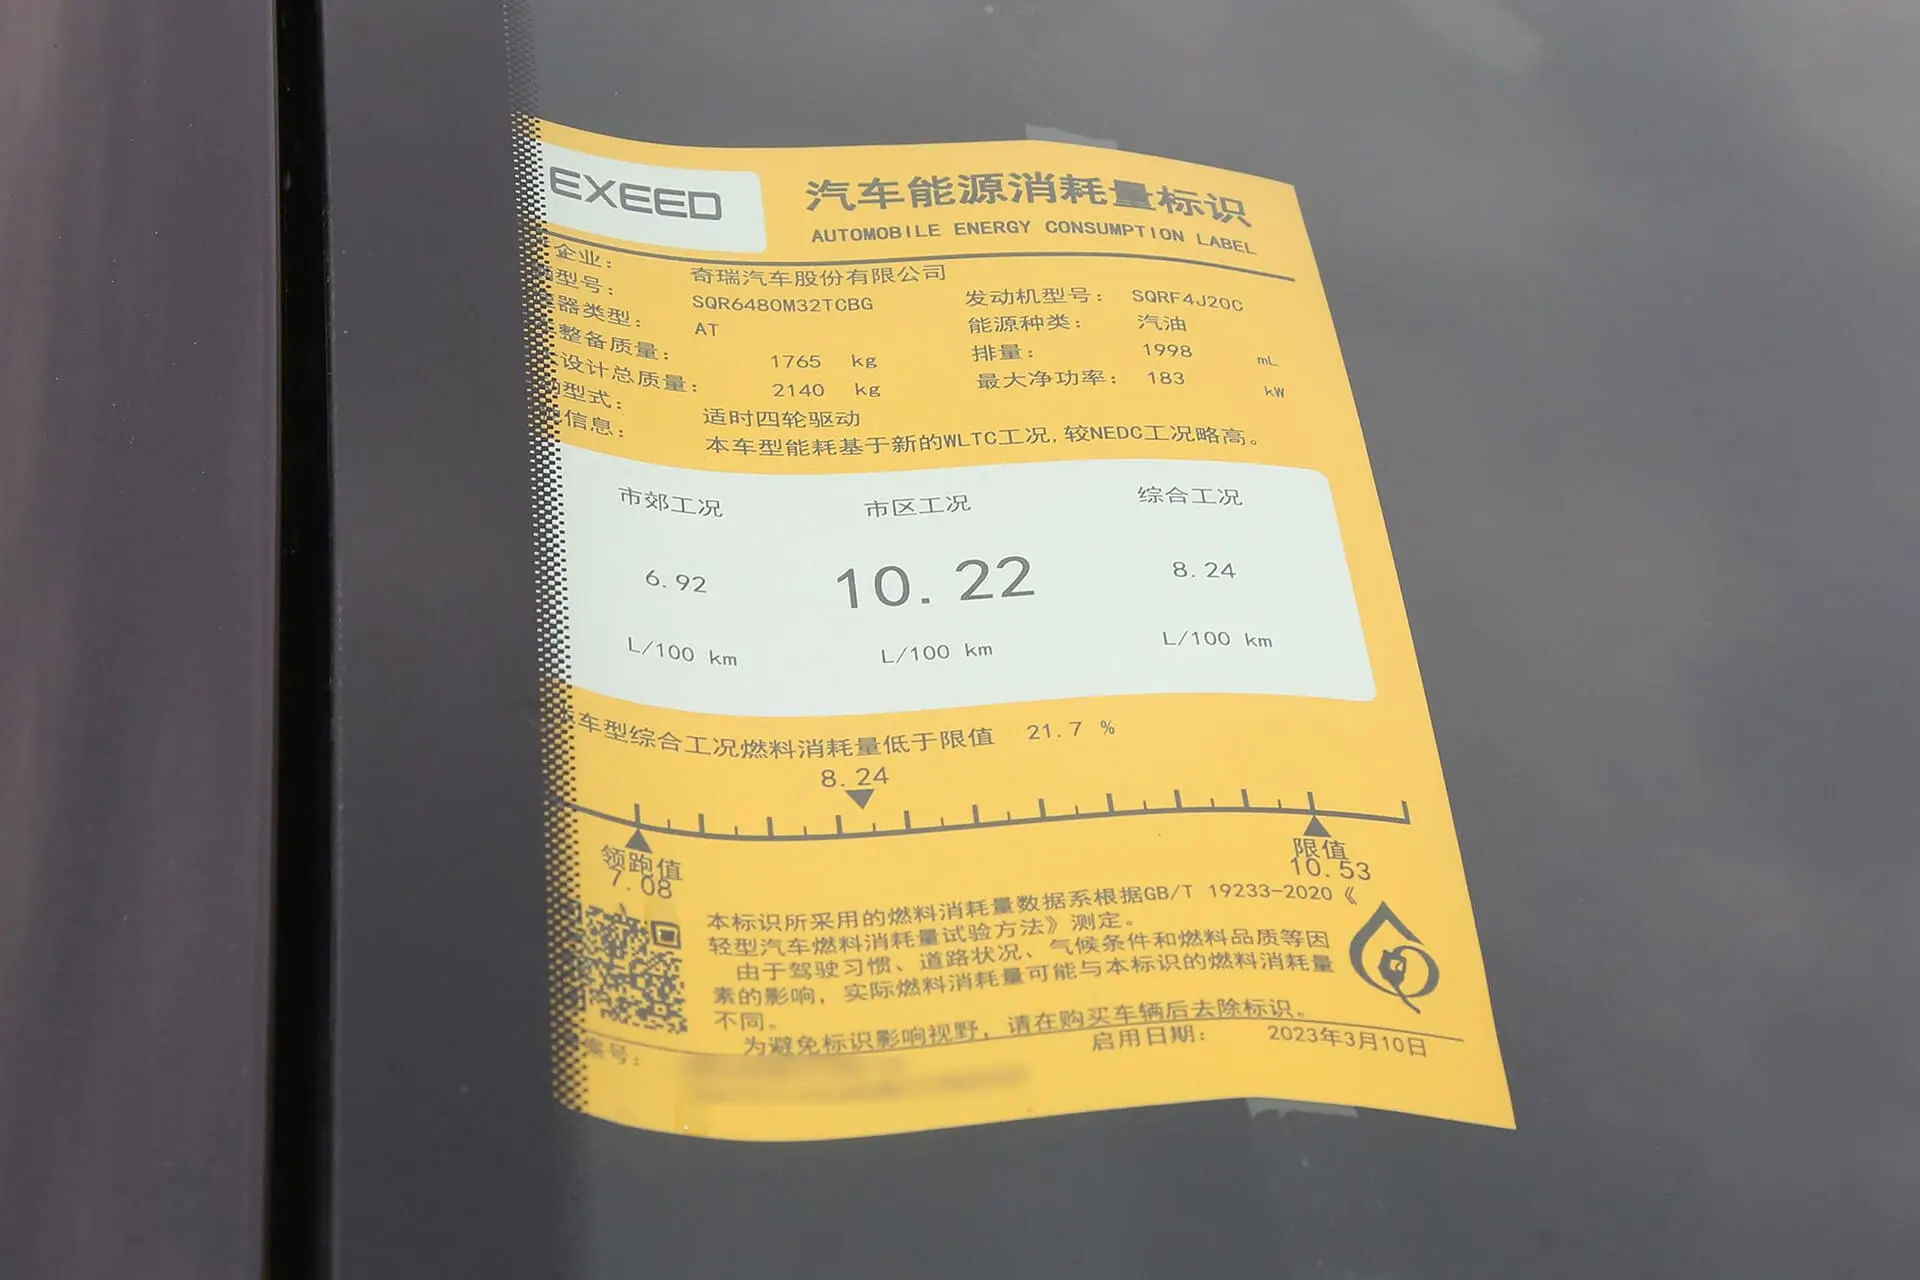 EXEED
汽车能源消耗量标识
AUTOMOBILE ENERGY CONSUMPTION LABEL
企业： 奇瑞汽车股份有限公司
型号： SQR6480M32TCBG 发动机型号： SQRF4J20C
器类型： AT 能源种类： 汽油
整备质量： 1765 kg 排量： 1998 mL
设计总质量： 2140 kg 最大净功率： 183 kW
型式： 适时四轮驱动
信息： 本车型能耗基于新的WLTC工况,较NEDC工况略高。
市郊工况 市区工况 综合工况
6.92 10.22 8.24
L/100 km L/100 km L/100 km
车型综合工况燃料消耗量低于限值 21.7 %
8.24
领跑值 限值
7.08 10.53
本标识所采用的燃料消耗量数据系根据GB/T 19233-2020《
轻型汽车燃料消耗量试验方法》测定。
由于驾驶习惯、道路状况、气候条件和燃料品质等因
素的影响，实际燃料消耗量可能与本标识的燃料消耗量
不同。
为避免标识影响视野，请在购买车辆后去除标识。
案号： 启用日期： 2023年3月10日